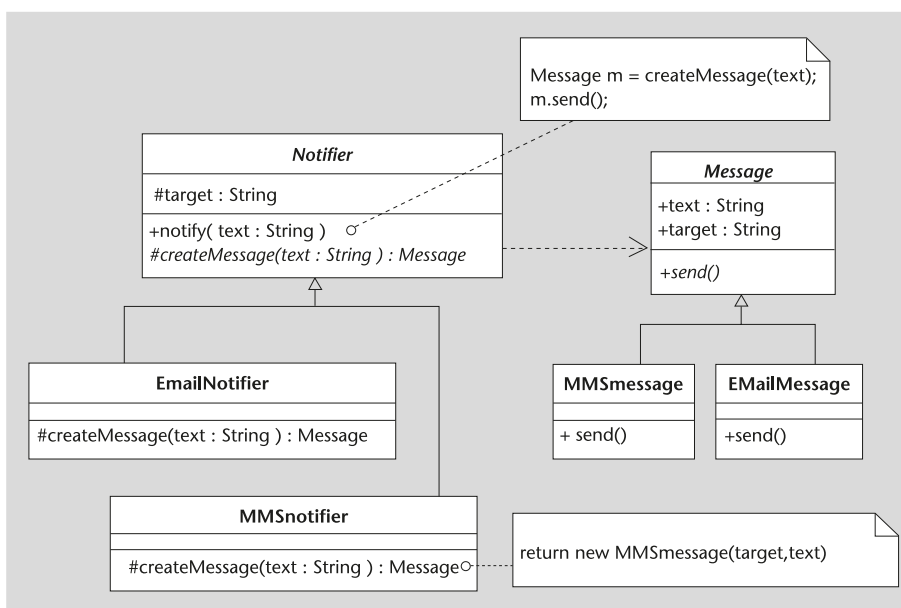 Message m = createMessage(text);
m.send();
Notifier
#target : String
+notify( text : String )
#createMessage(text : String ) : Message
Message
+text : String
+target : String
+send()
EmailNotifier
#createMessage(text : String ) : Message
MMSmessage
+ send()
EMailMessage
+send()
MMSnotifier
#createMessage(text : String ) : Message
return new MMSmessage(target,text)